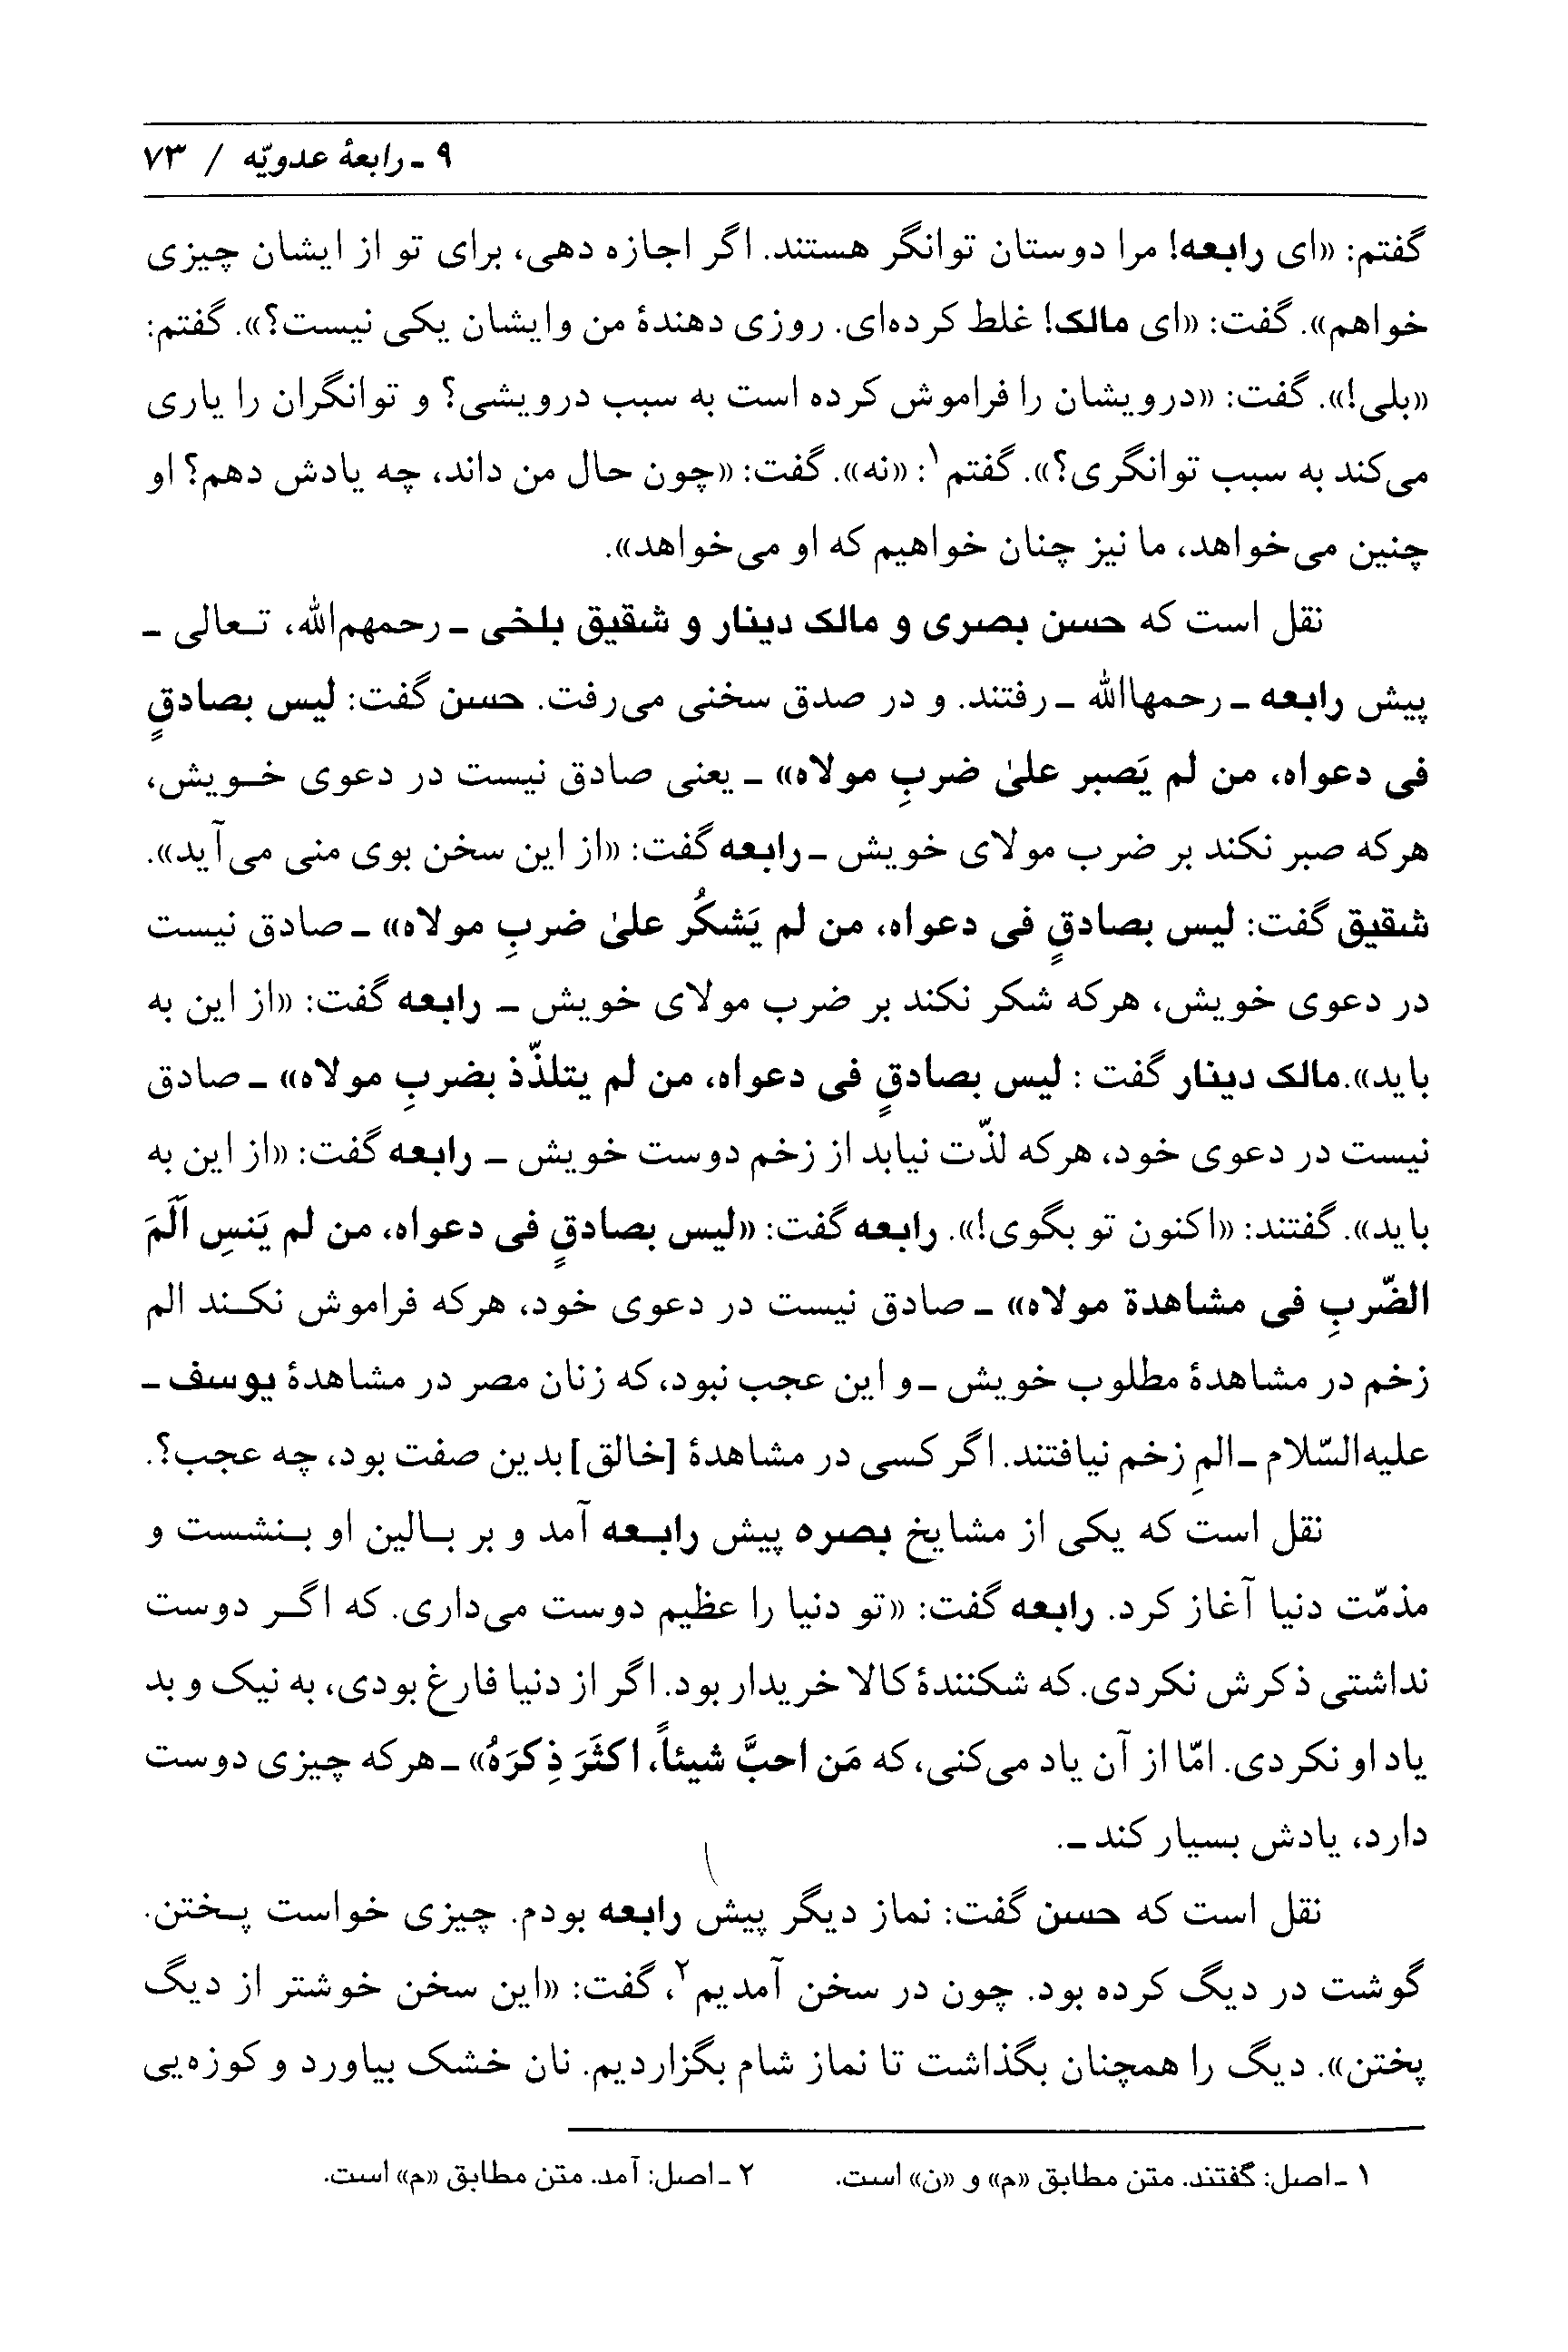 ۹ ـ رابعهٔ عدویّه / ۷۳
گفتم: «ای رابعه! مرا دوستان توانگر هستند. اگر اجازه دهی، برای تو از ایشان چیزی
خواهم». گفت: «ای مالک! غلط کرده‌ای. روزی دهندهٔ من وایشان یکی نیست؟». گفتم:
«بلی!». گفت: «درویشان را فراموش کرده است به سبب درویشی؟ و توانگران را یاری
می‌کند به سبب توانگری؟». گفتم۱: «نه». گفت: «چون حال من داند، چه یادش دهم؟ او
چنین می‌خواهد، ما نیز چنان خواهیم که او می‌خواهد».
نقل است که حسن بصری و مالک دینار و شقیق بلخی ـ رحمهم‌الله، تعالی ـ
پیش رابعه ـ رحمهاالله ـ رفتند. و در صدق سخنی می‌رفت. حسن گفت: لیس بصادقٍ
فی دعواه، من لم یَصبر علیٰ ضربِ مولاه» ـ یعنی صادق نیست در دعوی خویش،
هرکه صبر نکند بر ضرب مولای خویش ـ رابعه گفت: «از این سخن بوی منی می‌آید».
شقیق گفت: لیس بصادقٍ فی دعواه، من لم یَشکُر علیٰ ضربِ مولاه» ـ صادق نیست
در دعوی خویش، هرکه شکر نکند بر ضرب مولای خویش ـ رابعه گفت: «از این به
باید».مالک دینار گفت : لیس بصادقٍ فی دعواه، من لم یتلذّذ بضربِ مولاه» ـ صادق
نیست در دعوی خود، هرکه لذّت نیابد از زخم دوست خویش ـ رابعه گفت: «از این به
باید». گفتند: «اکنون تو بگوی!». رابعه گفت: «لیس بصادقٍ فی دعواه، من لم یَنسِ اَلَمَ
الضّربِ فی مشاهدة مولاه» ـ صادق نیست در دعوی خود، هرکه فراموش نکند الم
زخم در مشاهدهٔ مطلوب خویش ـ و این عجب نبود، که زنان مصر در مشاهدهٔ یوسف ـ
علیه‌السّلام ـ المِ زخم نیافتند. اگر کسی در مشاهدهٔ [خالق] بدین صفت بود، چه عجب؟.
نقل است که یکی از مشایخ بصره پیش رابعه آمد و بر بالین او بنشست و
مذمّت دنیا آغاز کرد. رابعه گفت: «تو دنیا را عظیم دوست می‌داری. که اگر دوست
نداشتی ذکرش نکردی. که شکنندهٔ کالا خریدار بود. اگر از دنیا فارغ بودی، به نیک و بد
یاد او نکردی. امّا از آن یاد می‌کنی، که مَن احبَّ شیئاً، اکثَرَ ذِکرَهُ» ـ هرکه چیزی دوست
دارد، یادش بسیار کند ـ.
نقل است که حسن گفت: نماز دیگر پیش رابعه بودم. چیزی خواست پختن.
گوشت در دیگ کرده بود. چون در سخن آمدیم۲، گفت: «این سخن خوشتر از دیگ
پختن». دیگ را همچنان بگذاشت تا نماز شام بگزاردیم. نان خشک بیاورد و کوزه‌یی
۱ ـ اصل: گفتند. متن مطابق «م» و «ن» است. ۲ ـ اصل: آمد. متن مطابق «م» است.